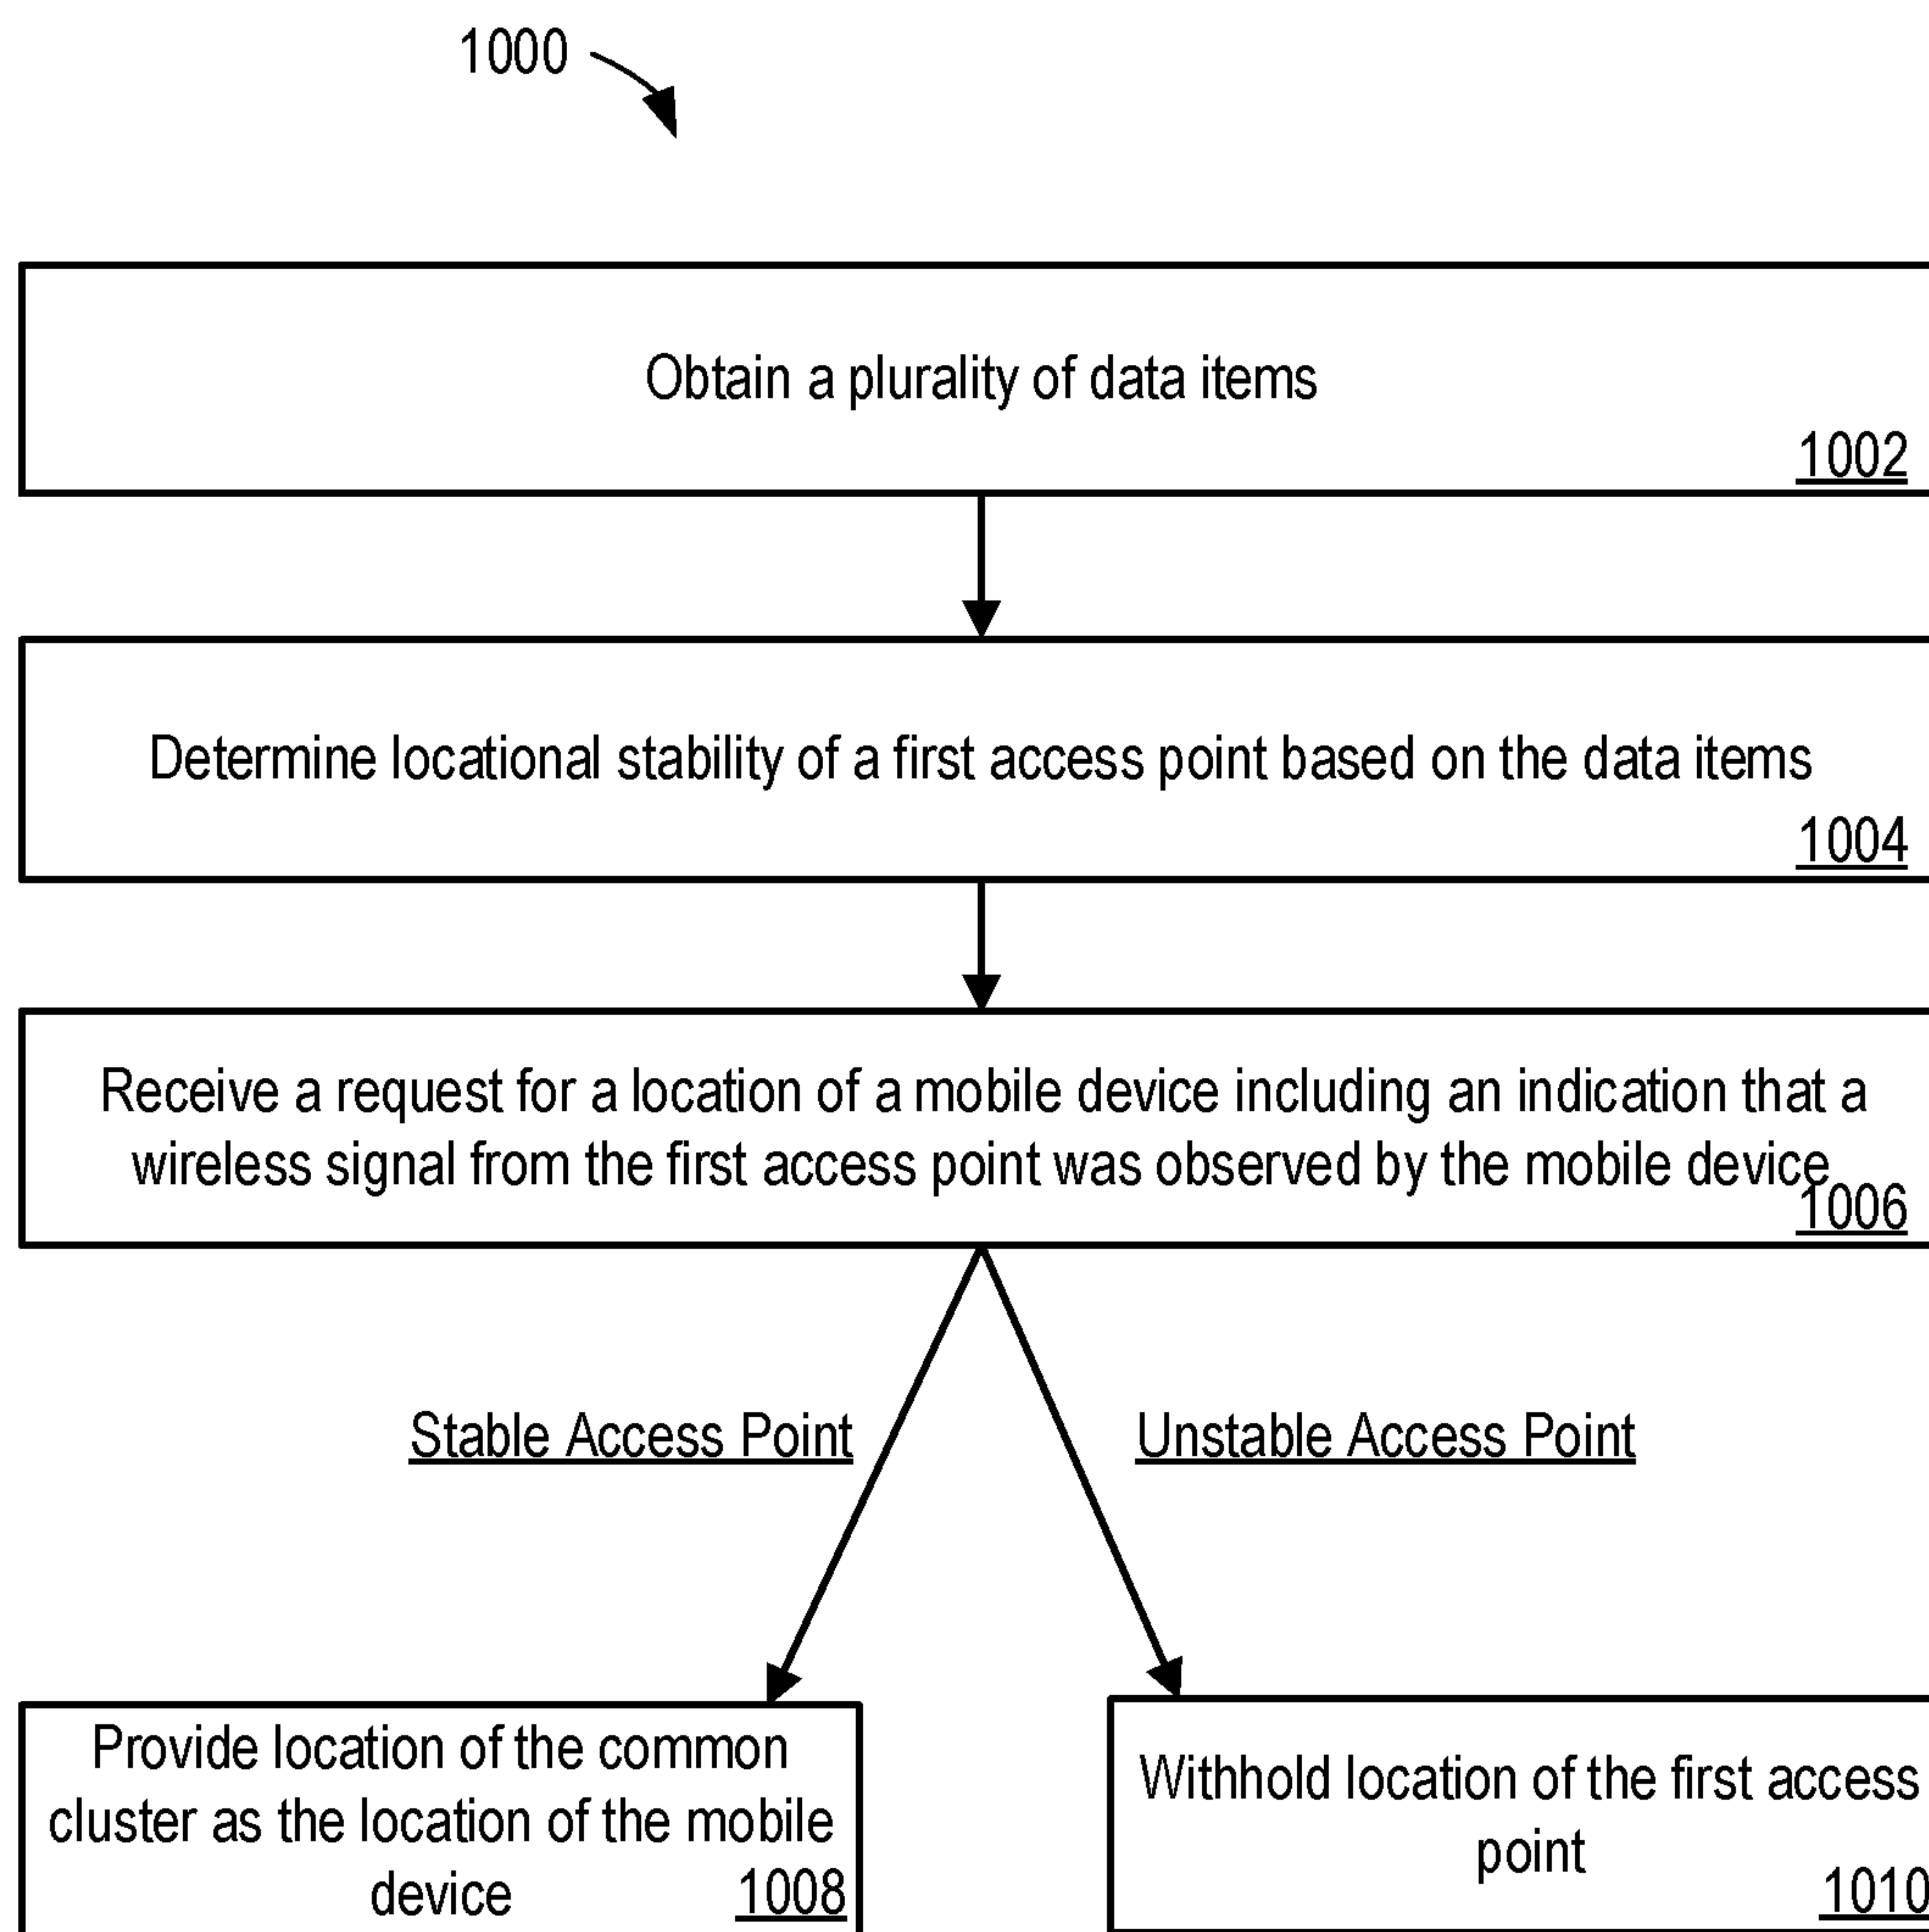 1000
Obtain a plurality of data items
1002
Determine locational stability of a first access point based on the data items
1004
Receive a request for a location of a mobile device including an indication that a
wireless signal from the first access point was observed by the mobile device
1006
Stable Access Point
Unstable Access Point
Provide location of the common
cluster as the location of the mobile
device
1008
Withhold location of the first access
point
1010